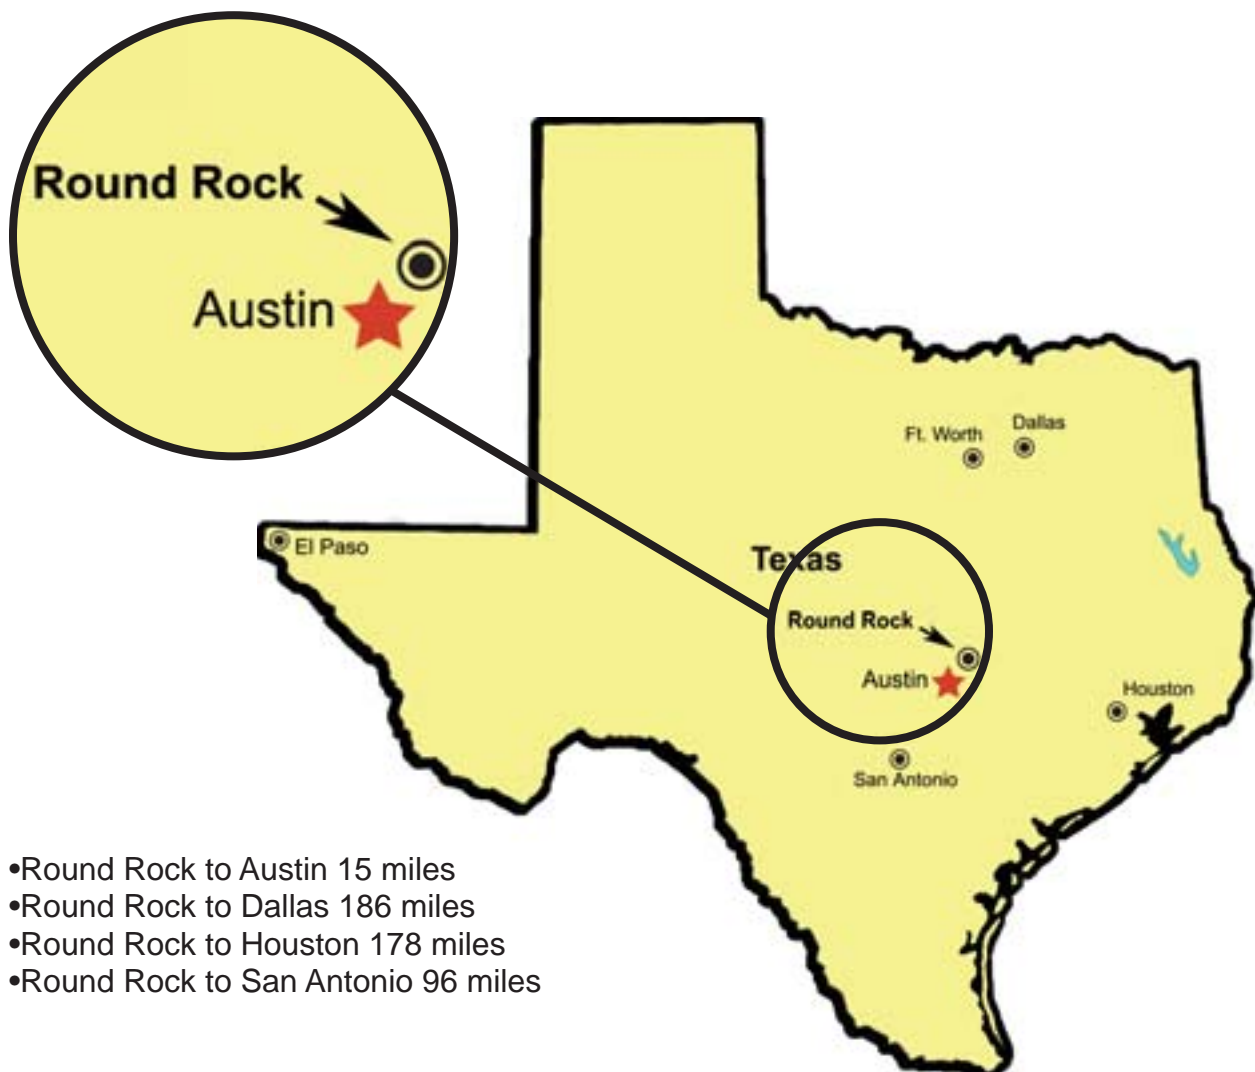 Round Rock
Austin
Ft. Worth
Dallas
El Paso
Texas
Round Rock
Austin
Houston
San Antonio
•Round Rock to Austin 15 miles
•Round Rock to Dallas 186 miles
•Round Rock to Houston 178 miles
•Round Rock to San Antonio 96 miles